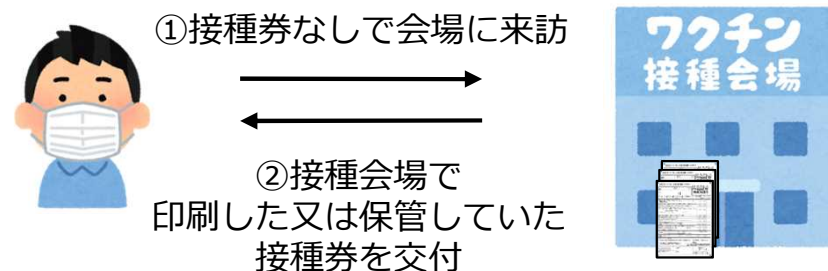 ①接種券なしで会場に来訪
ワクチン
接種会場
②接種会場で
印刷した又は保管していた
接種券を交付